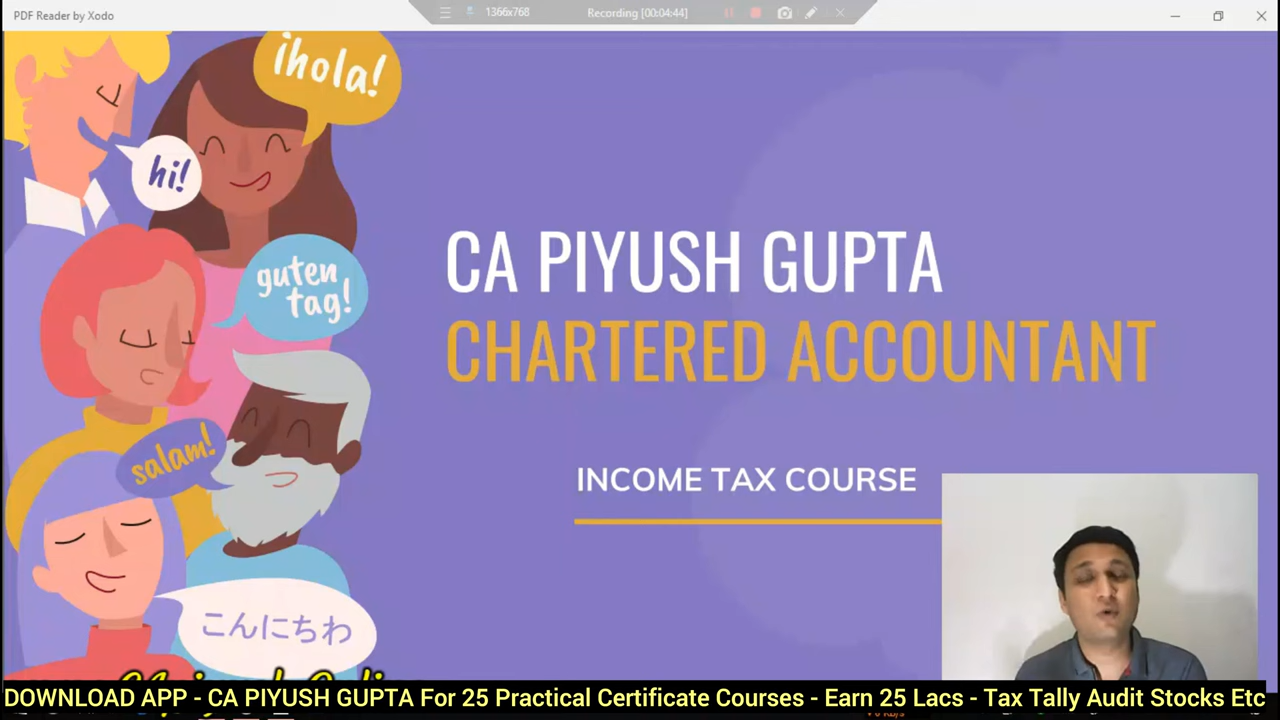 PDF Reader by Xodo
1366x768
Recording [00:04:44]
¡hola!
hi!
guten
tag!
salam!
こんにちわ
CA PIYUSH GUPTA
CHARTERED ACCOUNTANT
INCOME TAX COURSE
DOWNLOAD APP - CA PIYUSH GUPTA For 25 Practical Certificate Courses - Earn 25 Lacs - Tax Tally Audit Stocks Etc